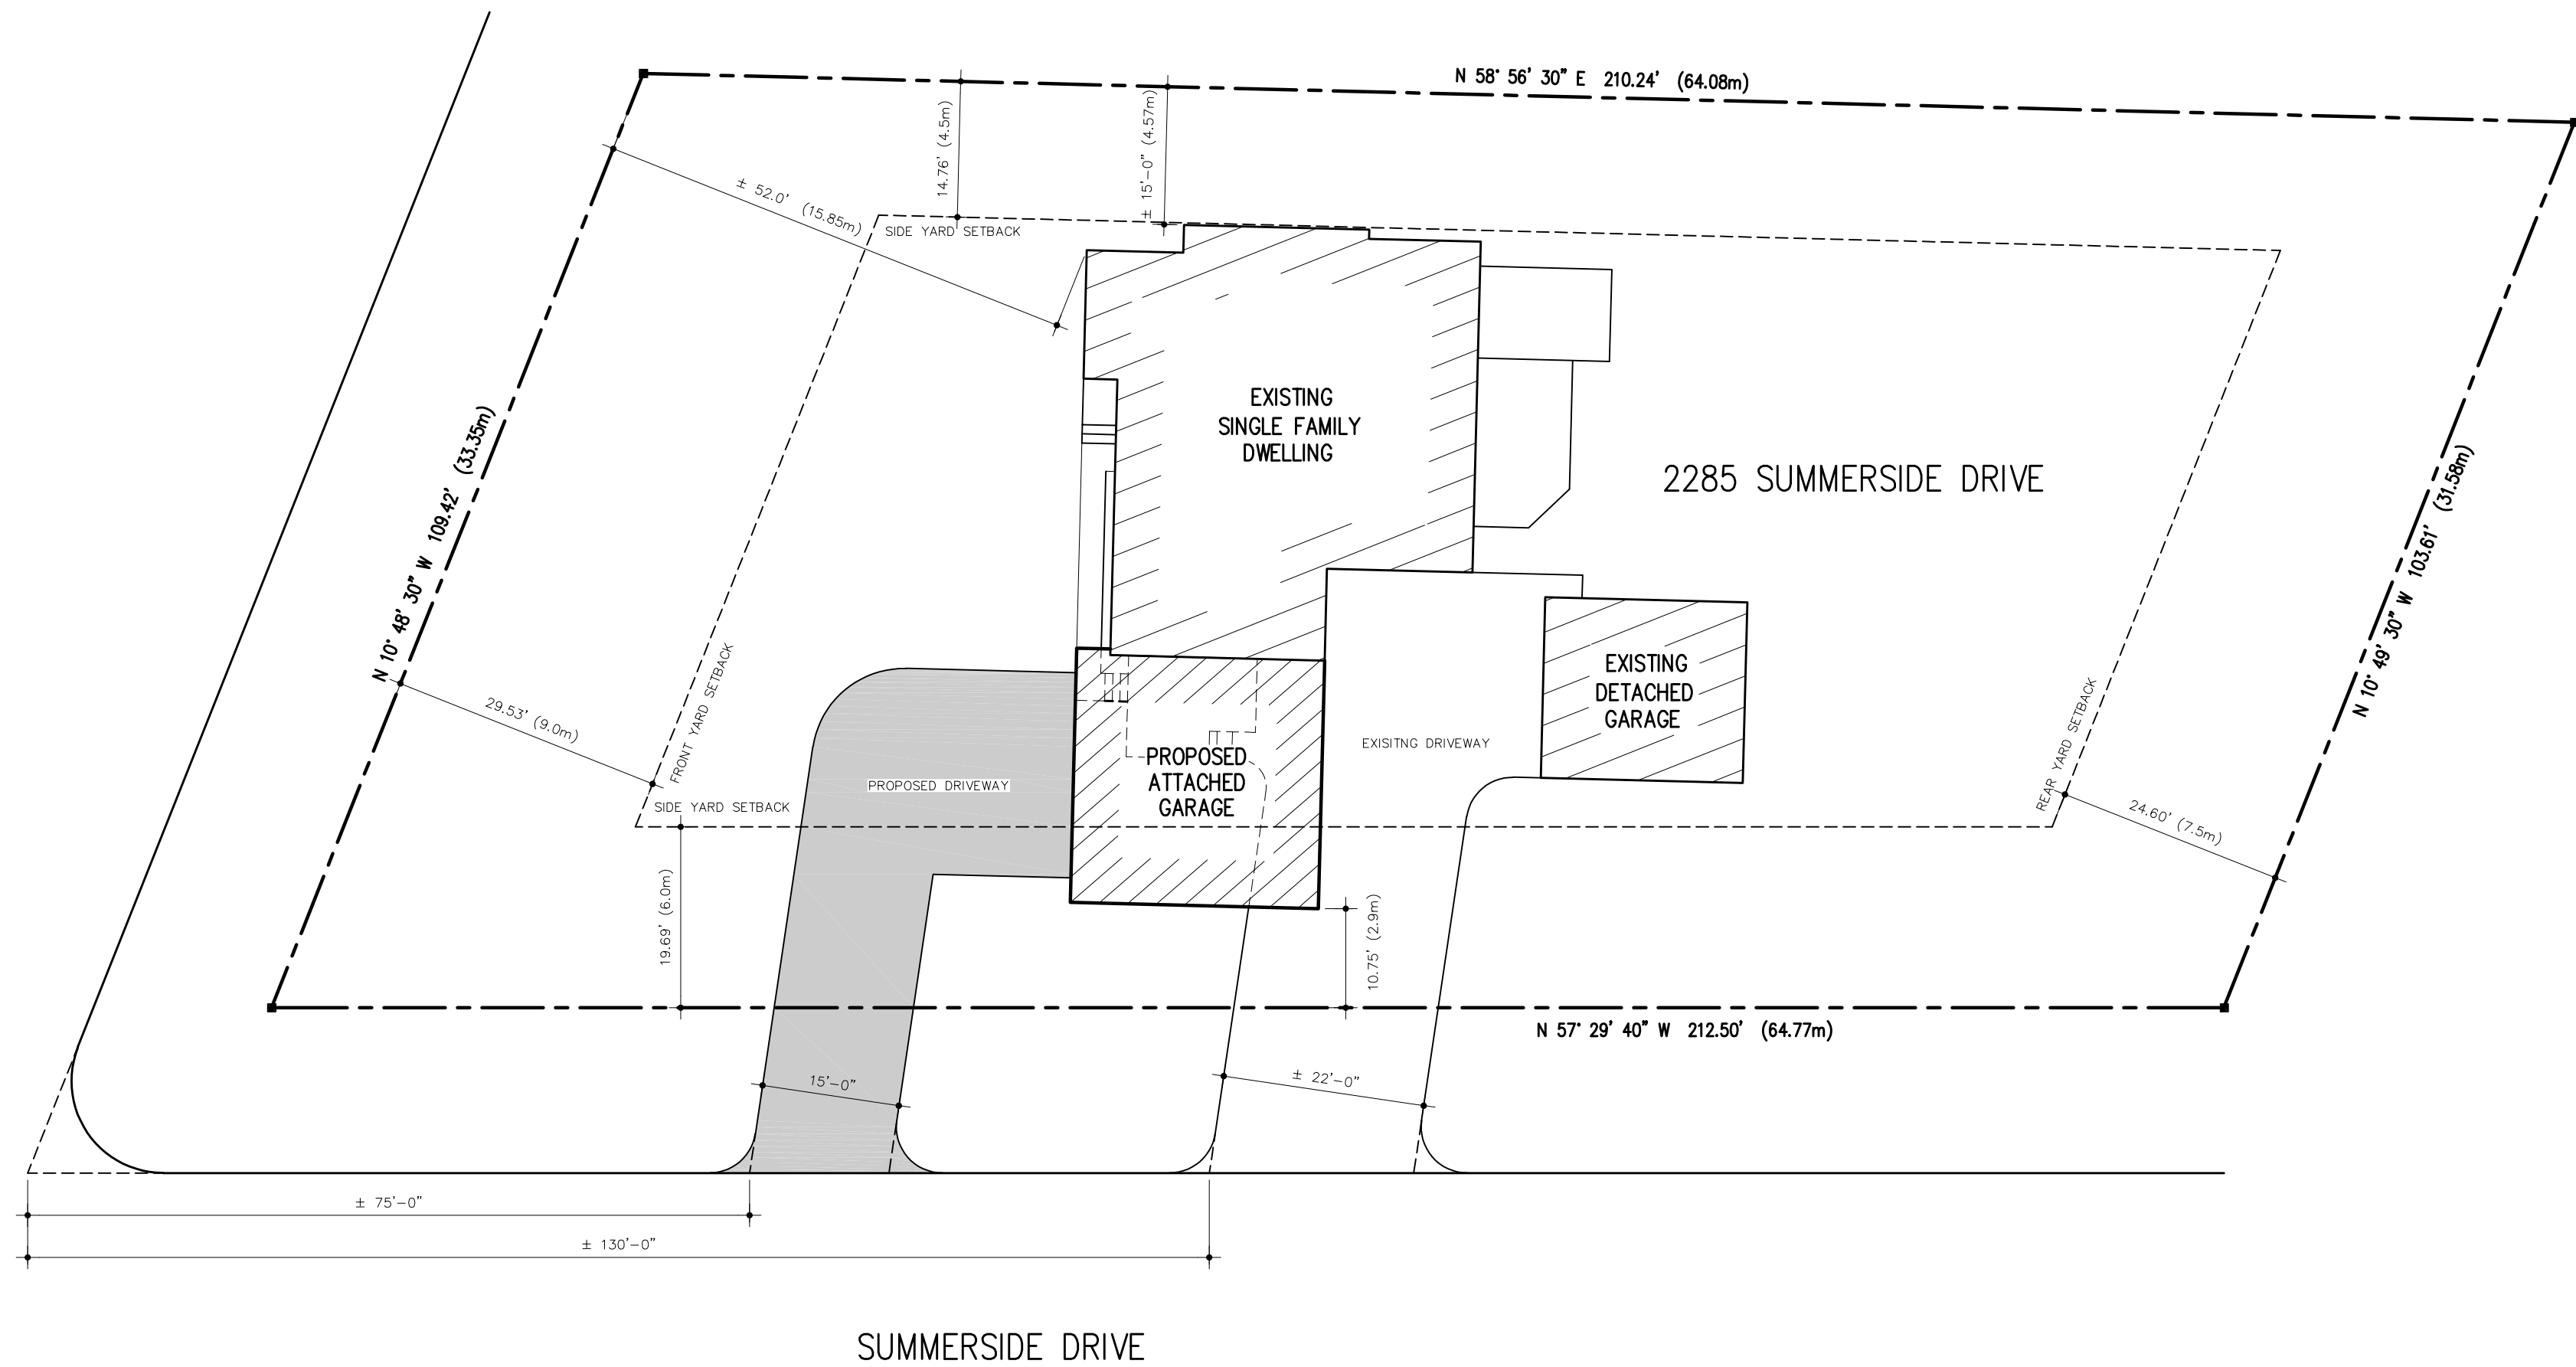 N 58° 56' 30" E 210.24' (64.08m)
14.76' (4.5m)
± 15'-0" (4.57m)
± 52.0' (15.85m)
SIDE YARD SETBACK
EXISTING
SINGLE FAMILY
DWELLING
2285 SUMMERSIDE DRIVE
N 10° 48' 30" W 109.42' (33.35m)
N 10° 49' 30" W 103.61' (31.58m)
FRONT YARD SETBACK
29.53' (9.0m)
EXISTING
DETACHED
GARAGE
EXISITNG DRIVEWAY
PROPOSED
ATTACHED
GARAGE
PROPOSED DRIVEWAY
REAR YARD SETBACK
24.60' (7.5m)
SIDE YARD SETBACK
19.69' (6.0m)
10.75' (2.9m)
N 57° 29' 40" W 212.50' (64.77m)
15'-0"
± 22'-0"
± 75'-0"
± 130'-0"
SUMMERSIDE DRIVE